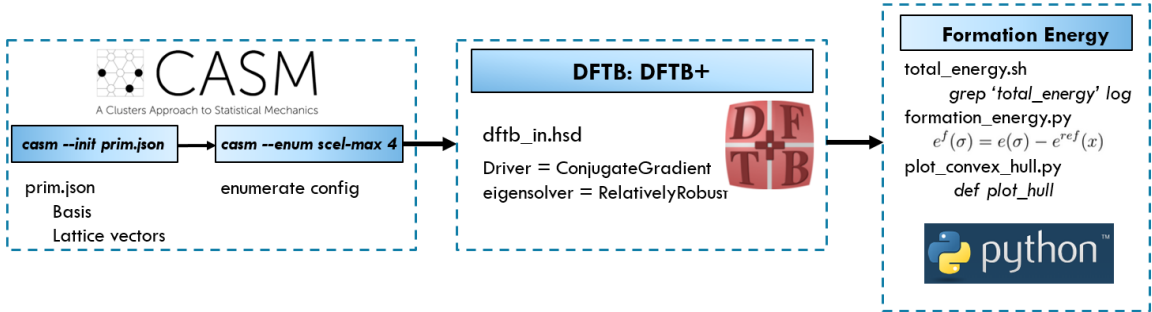 CASM
A Clusters Approach to Statistical Mechanics
casm --init prim.json
casm --enum scel-max 4
prim.json
Basis
Lattice vectors
enumerate config
DFTB: DFTB+
dftb_in.hsd
Driver = ConjugateGradient
eigensolver = RelativelyRobust
D F
T B
Formation Energy
total_energy.sh
grep ‘total_energy’ log
formation_energy.py
e^f(σ) = e(σ) − e^ref(x)
plot_convex_hull.py
def plot_hull
python™